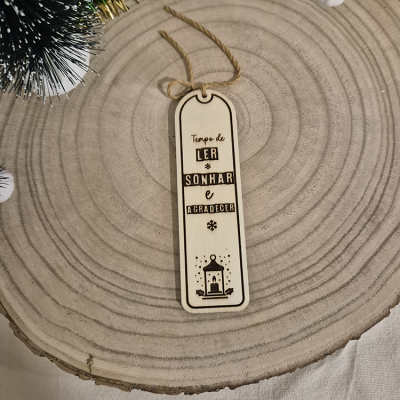 Tempo de
LER
SONHAR
e
AGRADECER